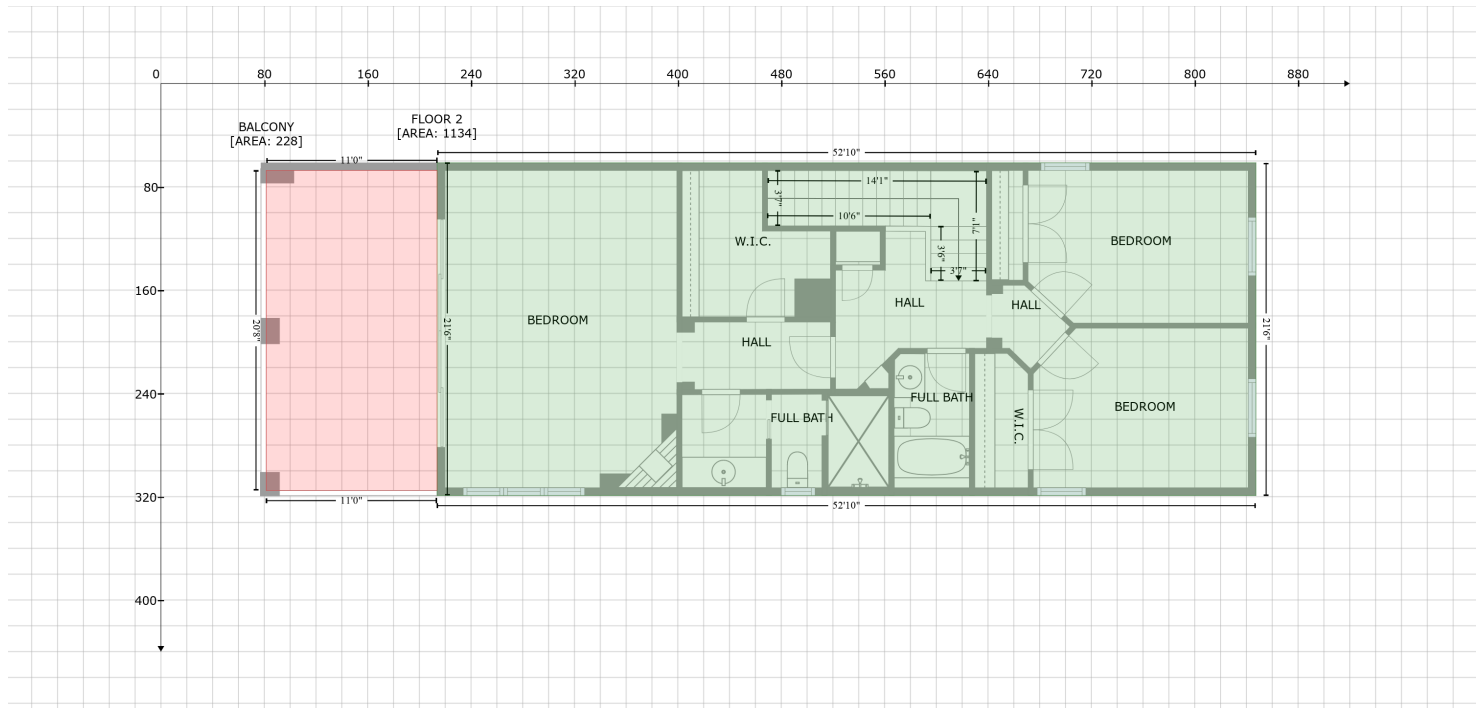 0 80 160 240 320 400 480 560 640 720 800 880
BALCONY
[AREA: 228]
FLOOR 2
[AREA: 1134]
52'10"
11'0"
80
14'1"
3'7"
10'6"
7'1"
3'6"
3'7"
W.I.C.
BEDROOM
160
HALL
HALL
BEDROOM
20'8"
21'6"
21'6"
HALL
240
FULL BATH
FULL BATH
W.I.C.
BEDROOM
320
11'0"
52'10"
400